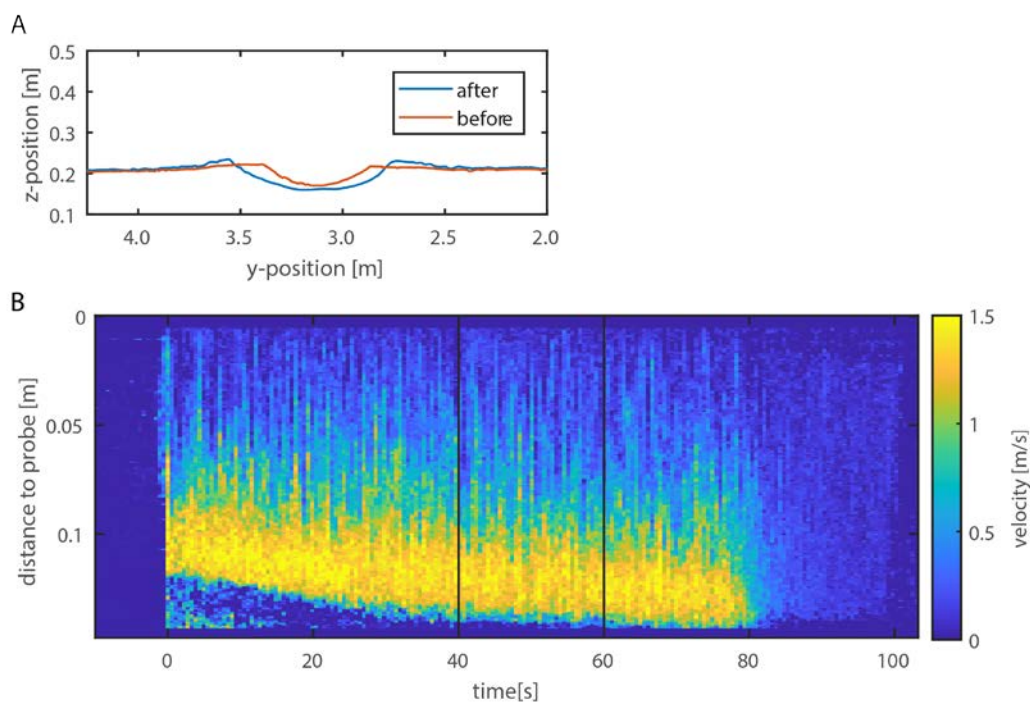 A
0.5
0.4
0.3
0.2
0.1
z-position [m]
after
before
4.0 3.5 3.0 2.5 2.0
y-position [m]
B
0
0.05
0.1
distance to probe [m]
0 20 40 60 80 100
time[s]
1.5
1
0.5
0
velocity [m/s]